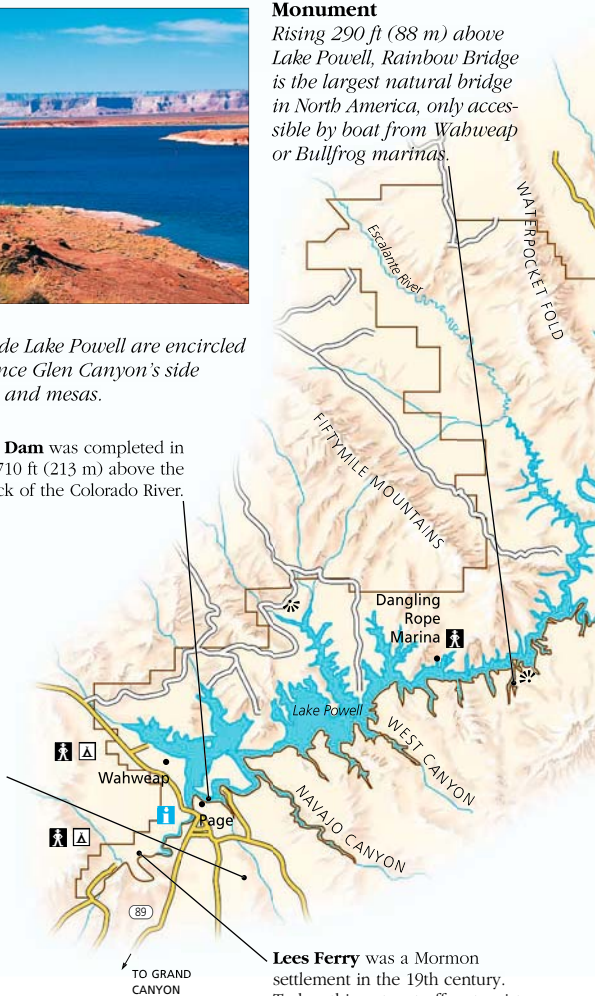 Monument
Rising 290 ft (88 m) above
Lake Powell, Rainbow Bridge
is the largest natural bridge
in North America, only acces-
sible by boat from Wahweap
or Bullfrog marinas.
WATERPOCKET FOLD
Escalante River
de Lake Powell are encircled
nce Glen Canyon's side
and mesas.
FIFTYMILE MOUNTAINS
Dam was completed in
710 ft (213 m) above the
ck of the Colorado River.
Dangling
Rope
Marina
Lake Powell
WEST CANYON
Wahweap
NAVAJO CANYON
i
Page
89
TO GRAND
CANYON
Lees Ferry was a Mormon
settlement in the 19th century.